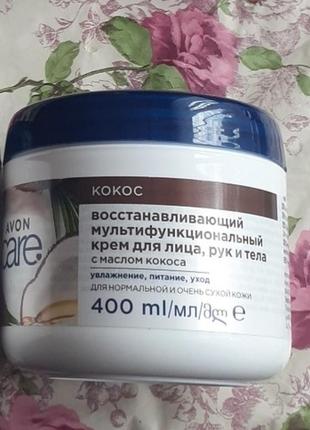 AVON
care
КОКОС
восстанавливающий
мультифункциональный
крем для лица, рук и тела
с маслом кокоса
увлажнение, питание, уход
ДЛЯ НОРМАЛЬНОЙ И ОЧЕНЬ СУХОЙ КОЖИ
400 ml/мл/მლ e